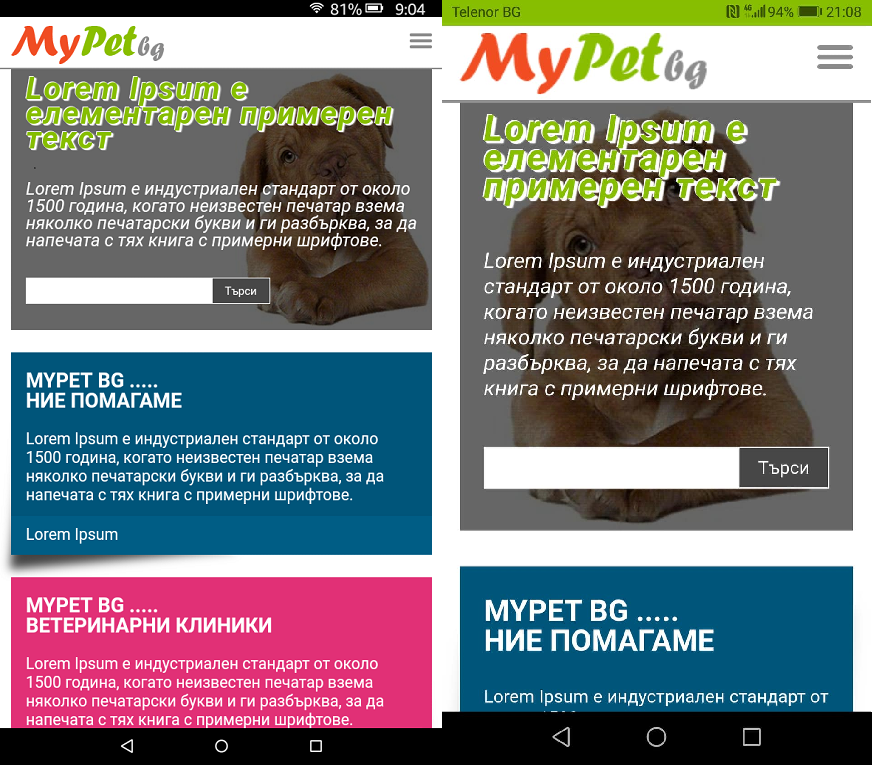 81% 9:04
MyPetbg
Lorem Ipsum е
елементарен примерен
текст
Lorem Ipsum е индустриален стандарт от около
1500 година, когато неизвестен печатар взема
няколко печатарски букви и ги разбърква, за да
напечата с тях книга с примерни шрифтове.
Търси
MYPET BG .....
НИЕ ПОМАГАМЕ
Lorem Ipsum е индустриален стандарт от около
1500 година, когато неизвестен печатар взема
няколко печатарски букви и ги разбърква, за да
напечата с тях книга с примерни шрифтове.
Lorem Ipsum
MYPET BG .....
ВЕТЕРИНАРНИ КЛИНИКИ
Lorem Ipsum е индустриален стандарт от около
1500 година, когато неизвестен печатар взема
няколко печатарски букви и ги разбърква, за да
напечата с тях книга с примерни шрифтове.
Telenor BG 4G 94% 21:08
MyPetbg
Lorem Ipsum е
елементарен
примерен текст
Lorem Ipsum е индустриален
стандарт от около 1500 година,
когато неизвестен печатар взема
няколко печатарски букви и ги
разбърква, за да напечата с тях
книга с примерни шрифтове.
Търси
MYPET BG .....
НИЕ ПОМАГАМЕ
Lorem Ipsum е индустриален стандарт от